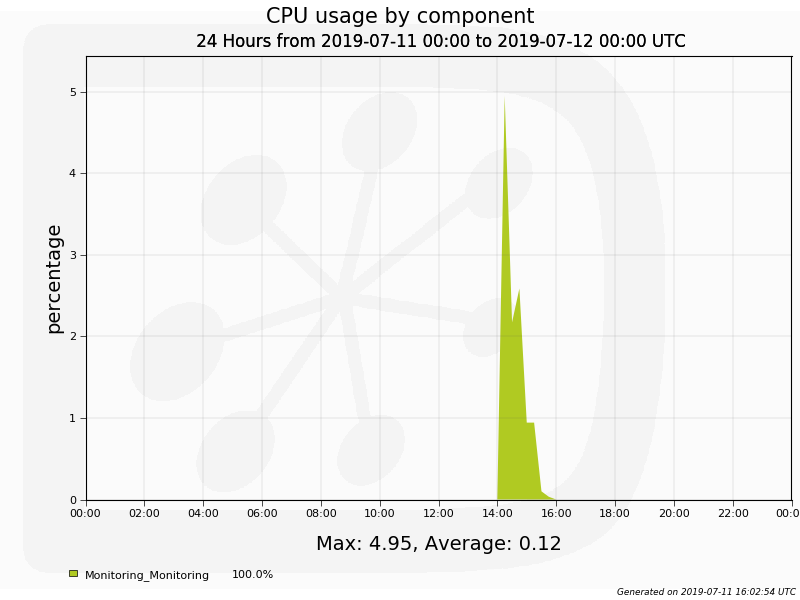 CPU usage by component
24 Hours from 2019-07-11 00:00 to 2019-07-12 00:00 UTC
percentage
5
4
3
2
1
0
00:00 02:00 04:00 06:00 08:00 10:00 12:00 14:00 16:00 18:00 20:00 22:00 00:0
Max: 4.95, Average: 0.12
Monitoring_Monitoring 100.0%
Generated on 2019-07-11 16:02:54 UTC